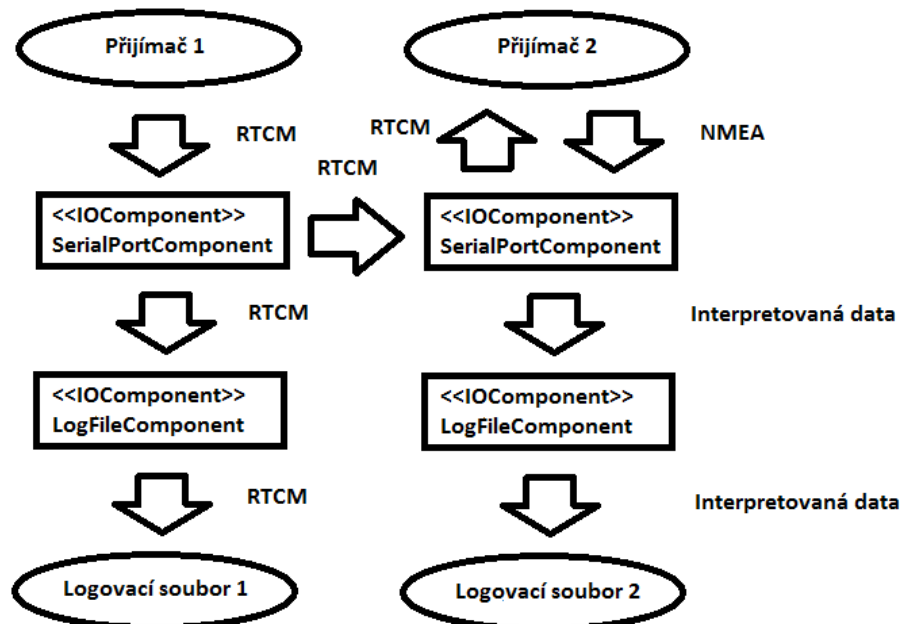 Přijímač 1
Přijímač 2
RTCM
RTCM
NMEA
RTCM
<<IOComponent>>
SerialPortComponent
<<IOComponent>>
SerialPortComponent
RTCM
Interpretovaná data
<<IOComponent>>
LogFileComponent
<<IOComponent>>
LogFileComponent
RTCM
Interpretovaná data
Logovací soubor 1
Logovací soubor 2